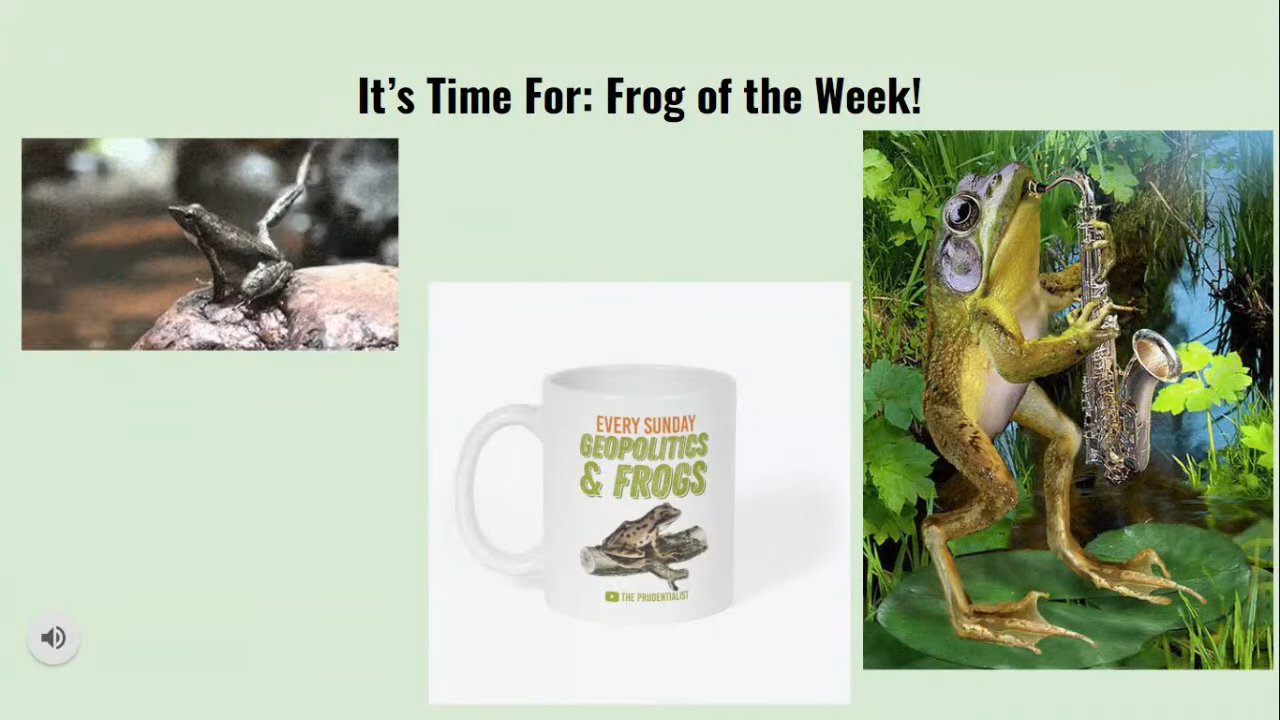 It's Time For: Frog of the Week!
EVERY SUNDAY
GEOPOLITICS
& FROGS
THE PRUDENTIALIST